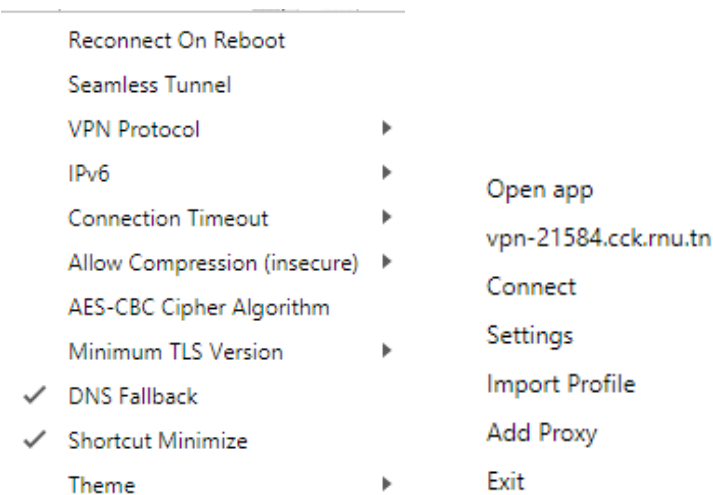 Reconnect On Reboot
Seamless Tunnel
VPN Protocol
IPv6
Connection Timeout
Allow Compression (insecure)
AES-CBC Cipher Algorithm
Minimum TLS Version
DNS Fallback
Shortcut Minimize
Theme
Open app
vpn-21584.cck.rnu.tn
Connect
Settings
Import Profile
Add Proxy
Exit